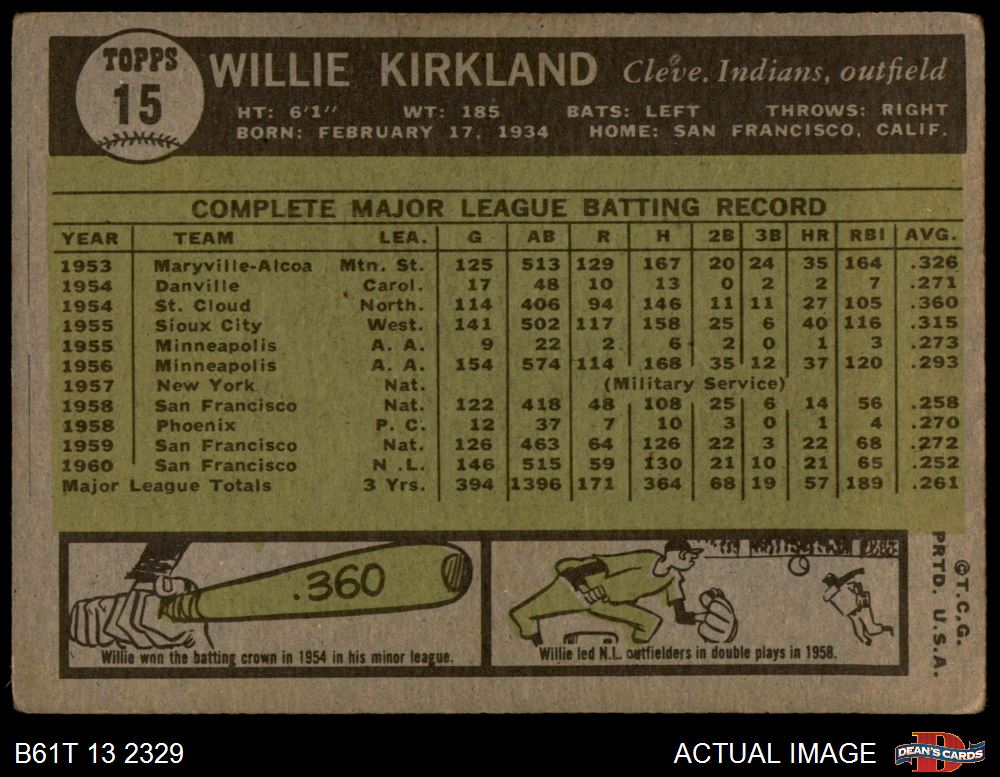 TOPPS
15
WILLIE KIRKLAND Cleve. Indians, outfield
HT: 6'1" WT: 185 BATS: LEFT THROWS: RIGHT
BORN: FEBRUARY 17, 1934 HOME: SAN FRANCISCO, CALIF.
COMPLETE MAJOR LEAGUE BATTING RECORD
YEAR TEAM LEA. G AB R H 2B 3B HR RBI AVG.
1953 Maryville-Alcoa Mtn. St. 125 513 129 167 20 24 35 164 .326
1954 Danville Carol. 17 48 10 13 0 2 2 7 .271
1954 St. Cloud North. 114 406 94 146 11 11 27 105 .360
1955 Sioux City West. 141 502 117 158 25 6 40 116 .315
1955 Minneapolis A. A. 9 22 2 6 2 0 1 3 .273
1956 Minneapolis A. A. 154 574 114 168 35 12 37 120 .293
1957 New York Nat. (Military Service)
1958 San Francisco Nat. 122 418 48 108 25 6 14 56 .258
1958 Phoenix P. C. 12 37 7 10 3 0 1 4 .270
1959 San Francisco Nat. 126 463 64 126 22 3 22 68 .272
1960 San Francisco N .L. 146 515 59 130 21 10 21 65 .252
Major League Totals 3 Yrs. 394 1396 171 364 68 19 57 189 .261
.360
Willie won the batting crown in 1954 in his minor league.
Willie led N.L. outfielders in double plays in 1958.
©T.C.G.
PRTD. U.S.A.
B61T 13 2329
ACTUAL IMAGE
D
DEAN'S CARDS